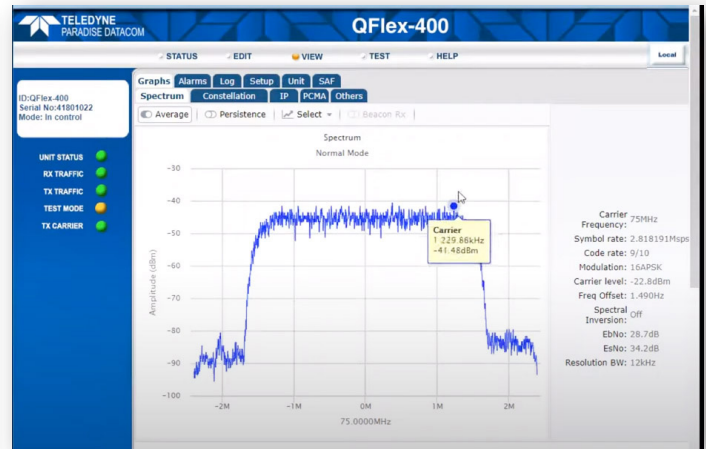 TELEDYNE
PARADISE DATACOM
QFlex-400
STATUS EDIT VIEW TEST HELP
Local
ID:QFlex-400
Serial No:41801022
Mode: In control
UNIT STATUS
RX TRAFFIC
TX TRAFFIC
TEST MODE
TX CARRIER
Graphs Alarms Log Setup Unit SAF
Spectrum Constellation IP PCMA Others
Average Persistence Select Beacon Rx
Spectrum
Normal Mode
Amplitude (dBm)
-30
-40
-50
-60
-70
-80
-90
-100
-2M -1M 0M 1M 2M
75.0000MHz
Carrier
1 229.86kHz
-41.48dBm
Carrier Frequency: 75MHz
Symbol rate: 2.818191Msps
Code rate: 9/10
Modulation: 16APSK
Carrier level: -22.8dBm
Freq Offset: 1.490Hz
Spectral Inversion: Off
EbNo: 28.7dB
EsNo: 34.2dB
Resolution BW: 12kHz